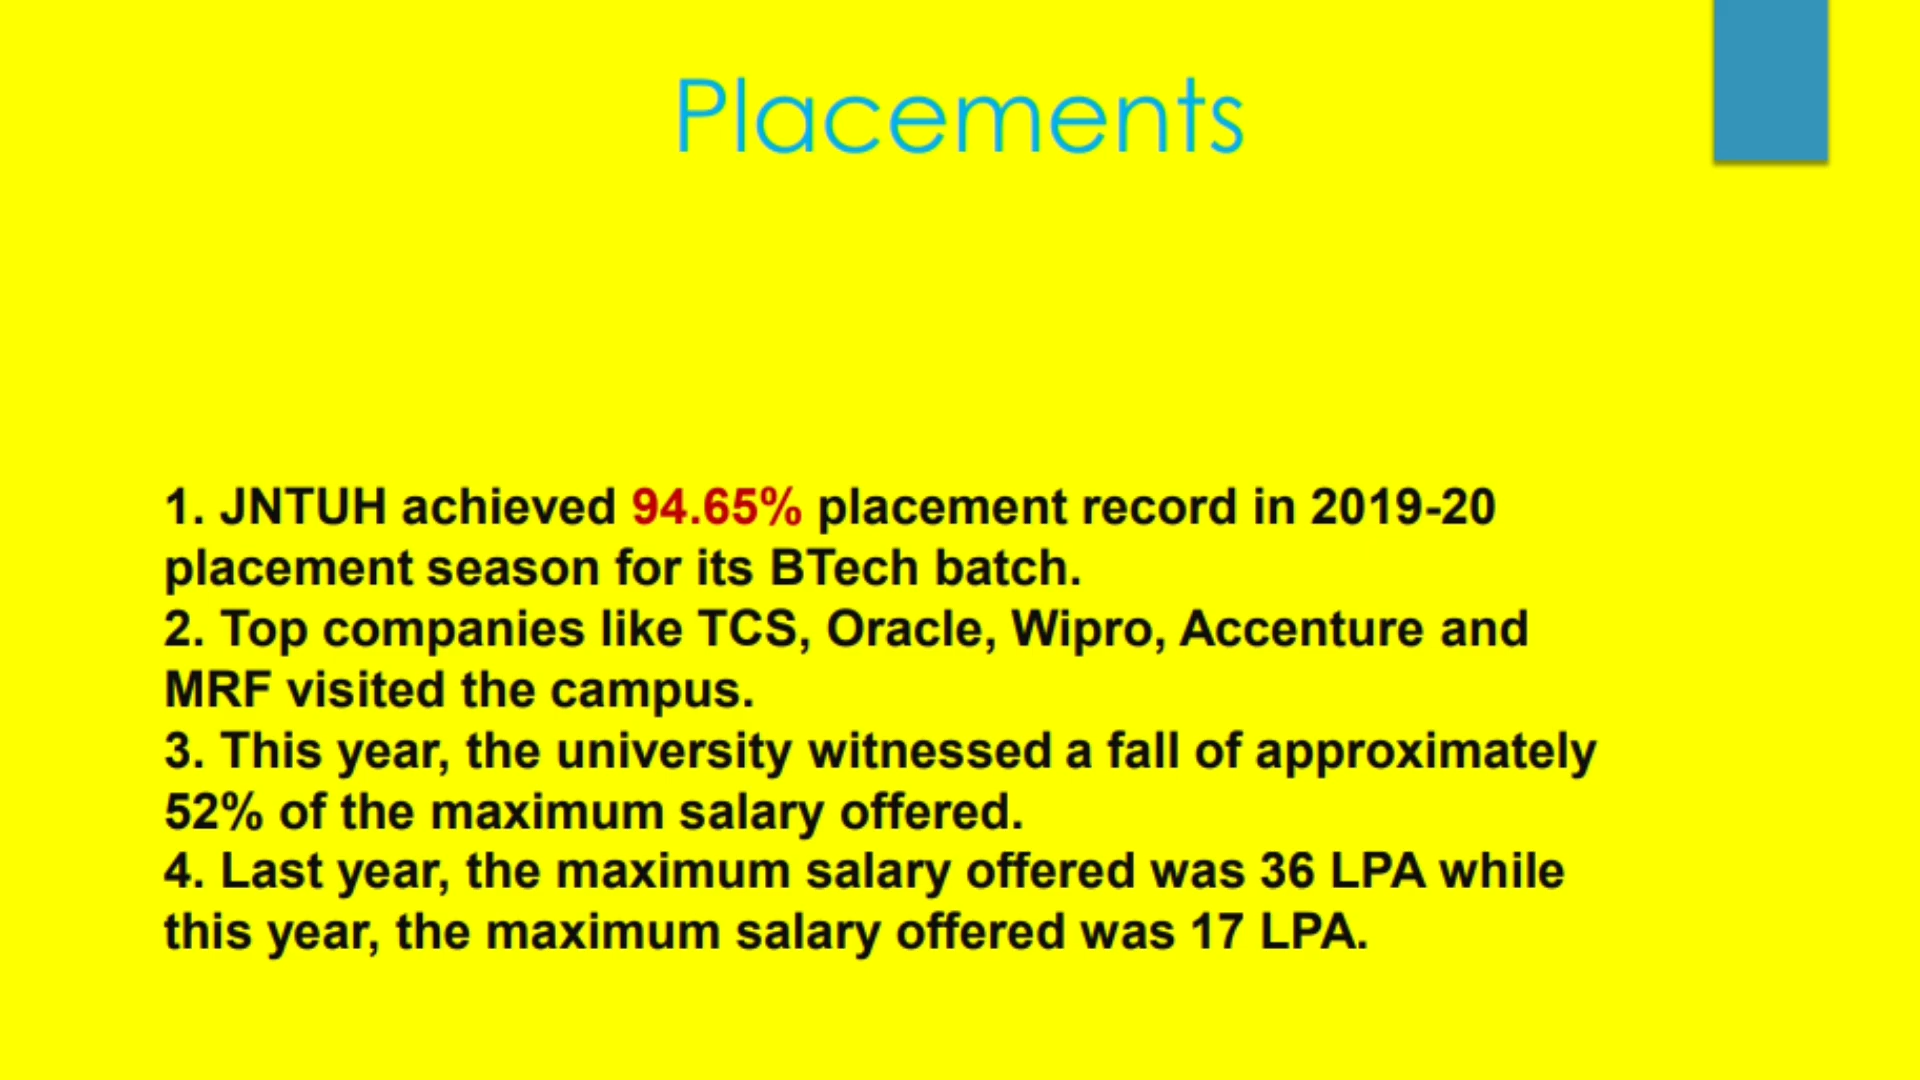 Placements
1. JNTUH achieved 94.65% placement record in 2019-20
placement season for its BTech batch.
2. Top companies like TCS, Oracle, Wipro, Accenture and
MRF visited the campus.
3. This year, the university witnessed a fall of approximately
52% of the maximum salary offered.
4. Last year, the maximum salary offered was 36 LPA while
this year, the maximum salary offered was 17 LPA.